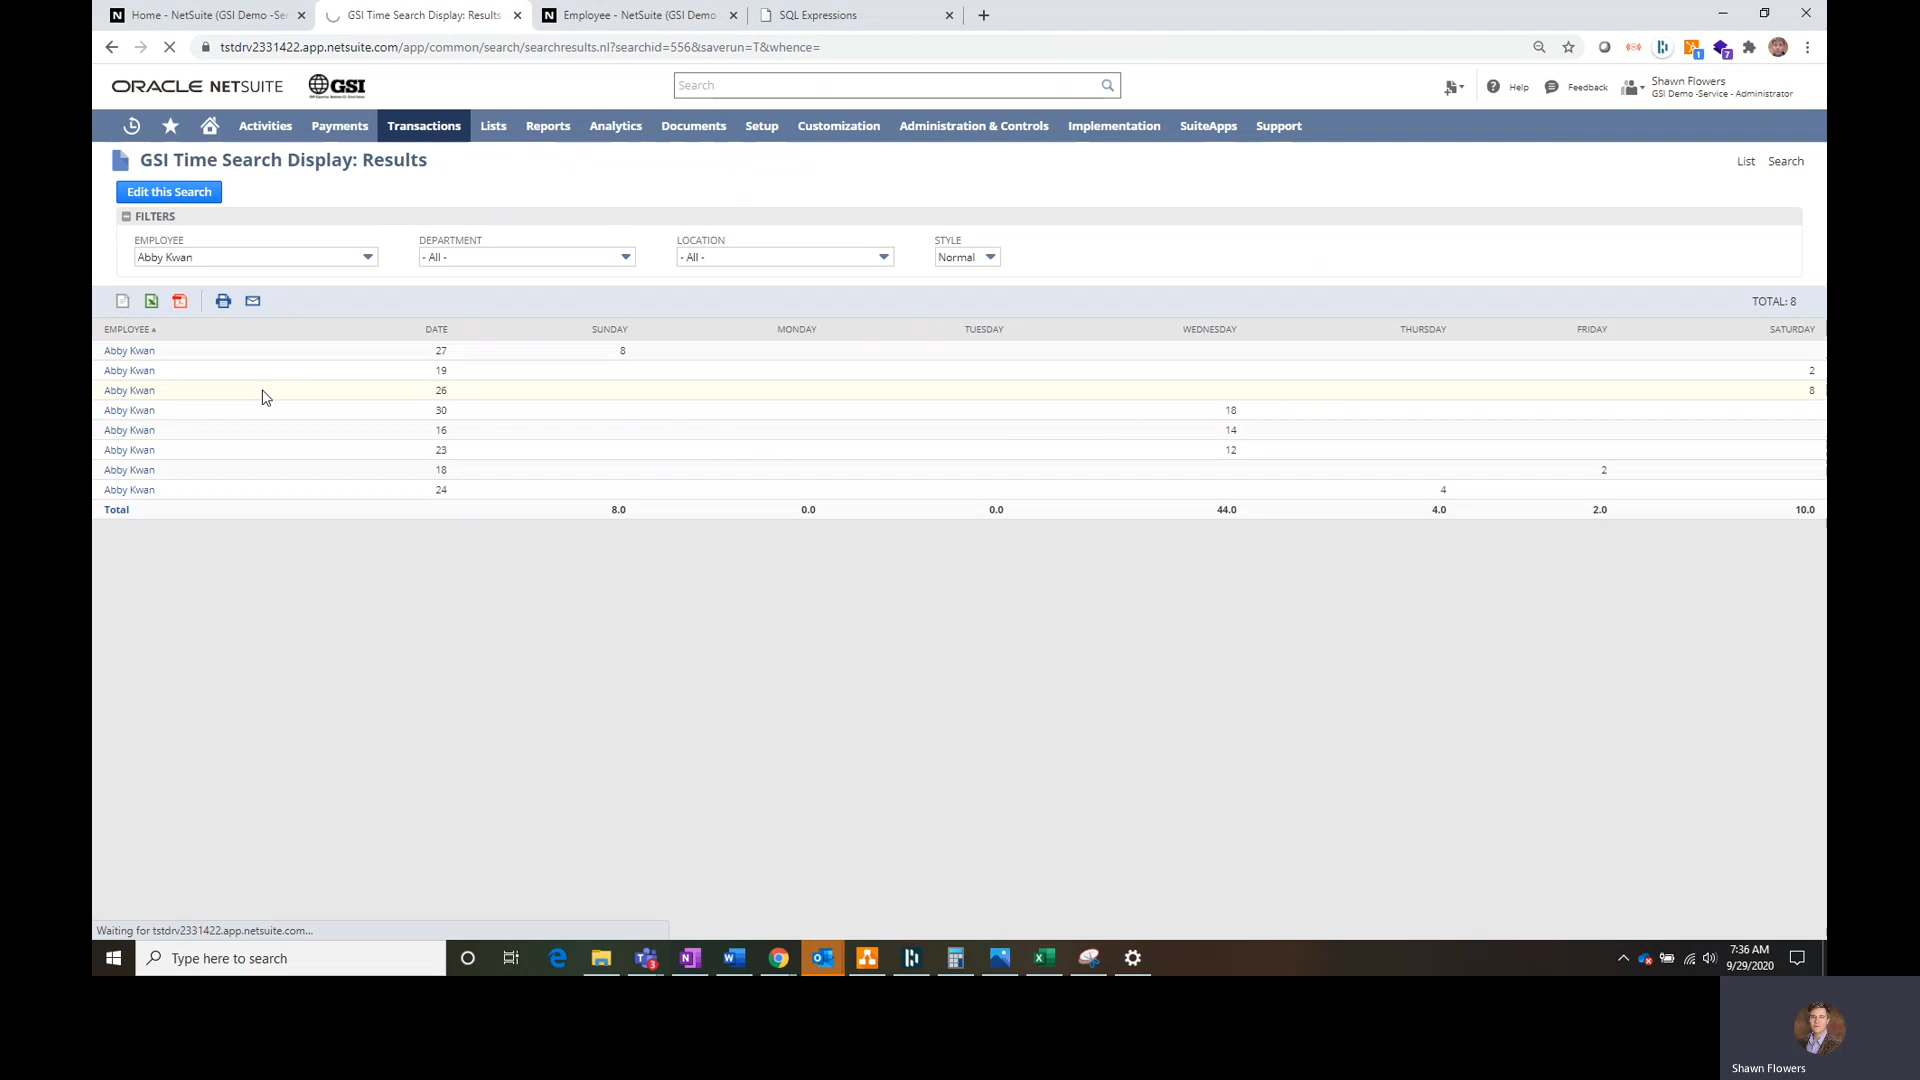 Home - NetSuite (GSI Demo -Se
GSI Time Search Display: Results
Employee - NetSuite (GSI Demo
SQL Expressions
tstdrv2331422.app.netsuite.com/app/common/search/searchresults.nl?searchid=556&saverun=T&whence=
1
7
ORACLE NETSUITE
GSI
Search
Help
Feedback
Shawn Flowers
GSI Demo -Service - Administrator
Activities Payments Transactions Lists Reports Analytics Documents Setup Customization Administration & Controls Implementation SuiteApps Support
GSI Time Search Display: Results
List Search
Edit this Search
FILTERS
EMPLOYEE DEPARTMENT LOCATION STYLE
Abby Kwan - All - - All - Normal
TOTAL: 8
EMPLOYEE DATE SUNDAY MONDAY TUESDAY WEDNESDAY THURSDAY FRIDAY SATURDAY
Abby Kwan 27 8
Abby Kwan 19 2
Abby Kwan 26 8
Abby Kwan 30 18
Abby Kwan 16 14
Abby Kwan 23 12
Abby Kwan 18 2
Abby Kwan 24 4
Total 8.0 0.0 0.0 44.0 4.0 2.0 10.0
Waiting for tstdrv2331422.app.netsuite.com...
Type here to search
3
7:36 AM
9/29/2020
Shawn Flowers